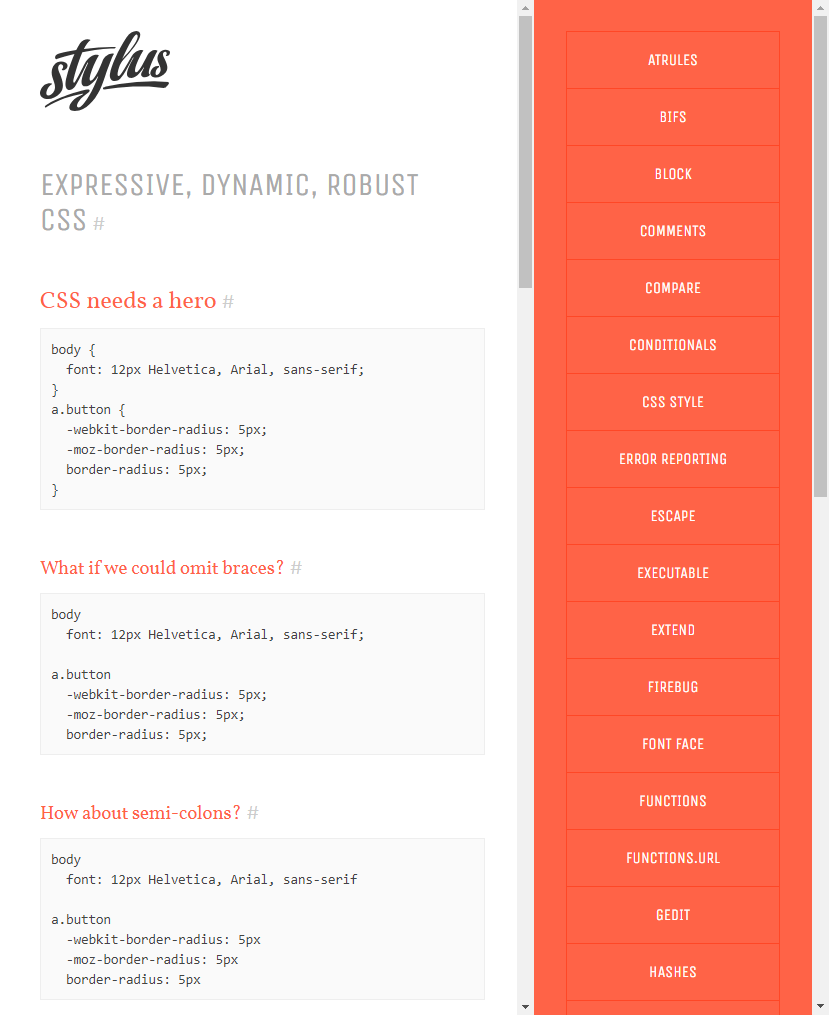 stylus
EXPRESSIVE, DYNAMIC, ROBUST
CSS #
CSS needs a hero #
body {
  font: 12px Helvetica, Arial, sans-serif;
}
a.button {
  -webkit-border-radius: 5px;
  -moz-border-radius: 5px;
  border-radius: 5px;
}
What if we could omit braces? #
body
  font: 12px Helvetica, Arial, sans-serif;

a.button
  -webkit-border-radius: 5px;
  -moz-border-radius: 5px;
  border-radius: 5px;
How about semi-colons? #
body
  font: 12px Helvetica, Arial, sans-serif

a.button
  -webkit-border-radius: 5px
  -moz-border-radius: 5px
  border-radius: 5px
ATRULES
BIFS
BLOCK
COMMENTS
COMPARE
CONDITIONALS
CSS STYLE
ERROR REPORTING
ESCAPE
EXECUTABLE
EXTEND
FIREBUG
FONT FACE
FUNCTIONS
FUNCTIONS.URL
GEDIT
HASHES